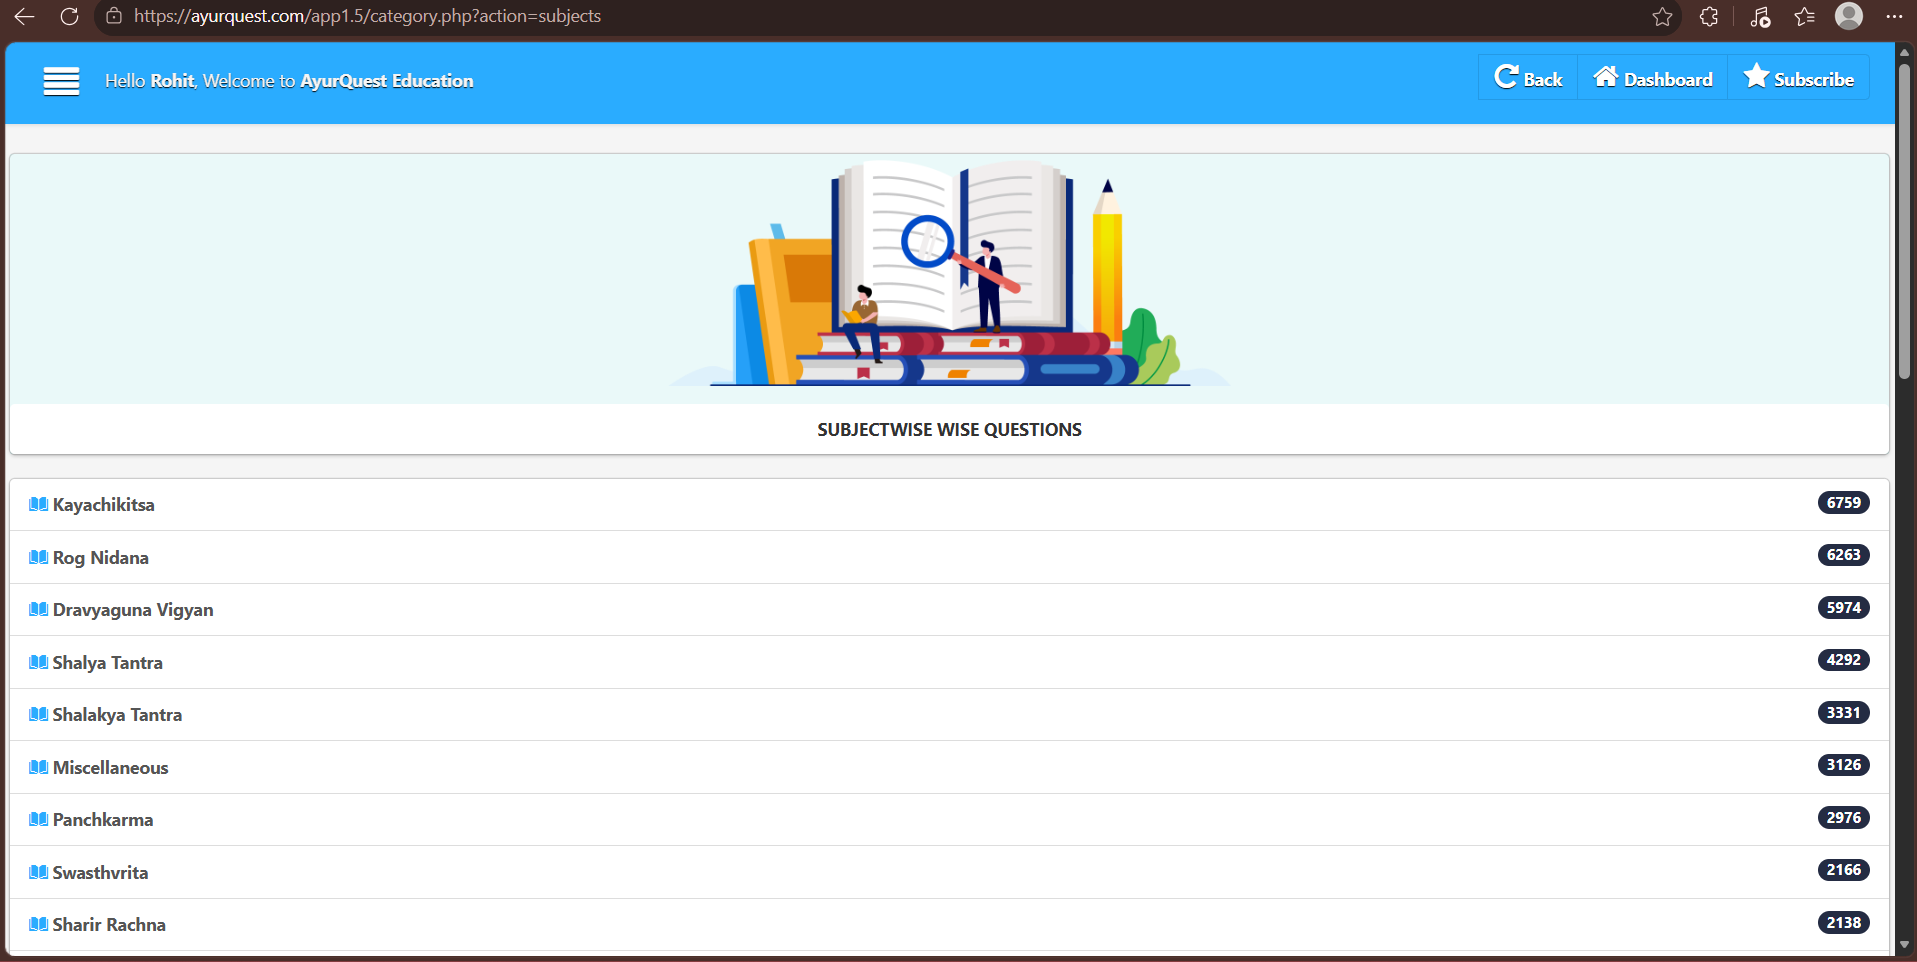 https://ayurquest.com/app1.5/category.php?action=subjects
Hello Rohit, Welcome to AyurQuest Education
Back
Dashboard
Subscribe
SUBJECTWISE WISE QUESTIONS
Kayachikitsa 6759
Rog Nidana 6263
Dravyaguna Vigyan 5974
Shalya Tantra 4292
Shalakya Tantra 3331
Miscellaneous 3126
Panchkarma 2976
Swasthvrita 2166
Sharir Rachna 2138